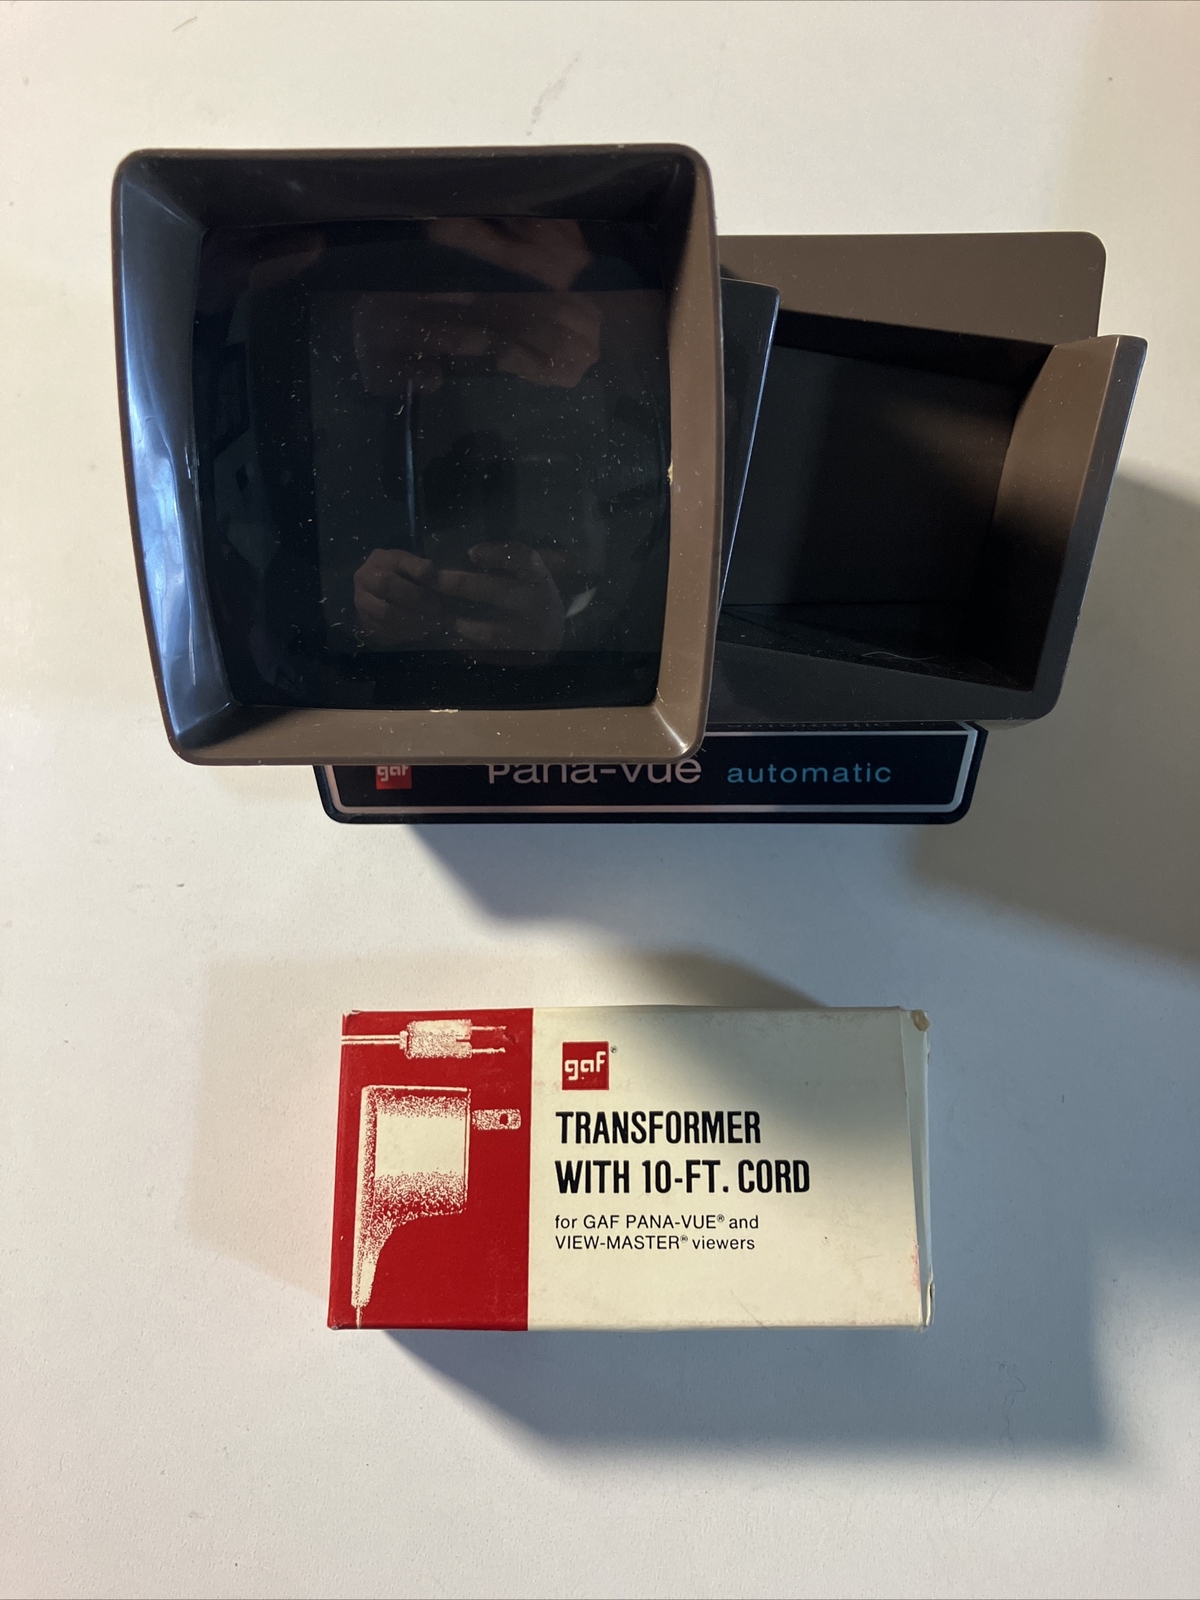 gaf Pana-Vue automatic
gaf®
TRANSFORMER
WITH 10-FT. CORD
for GAF PANA-VUE® and
VIEW-MASTER® viewers